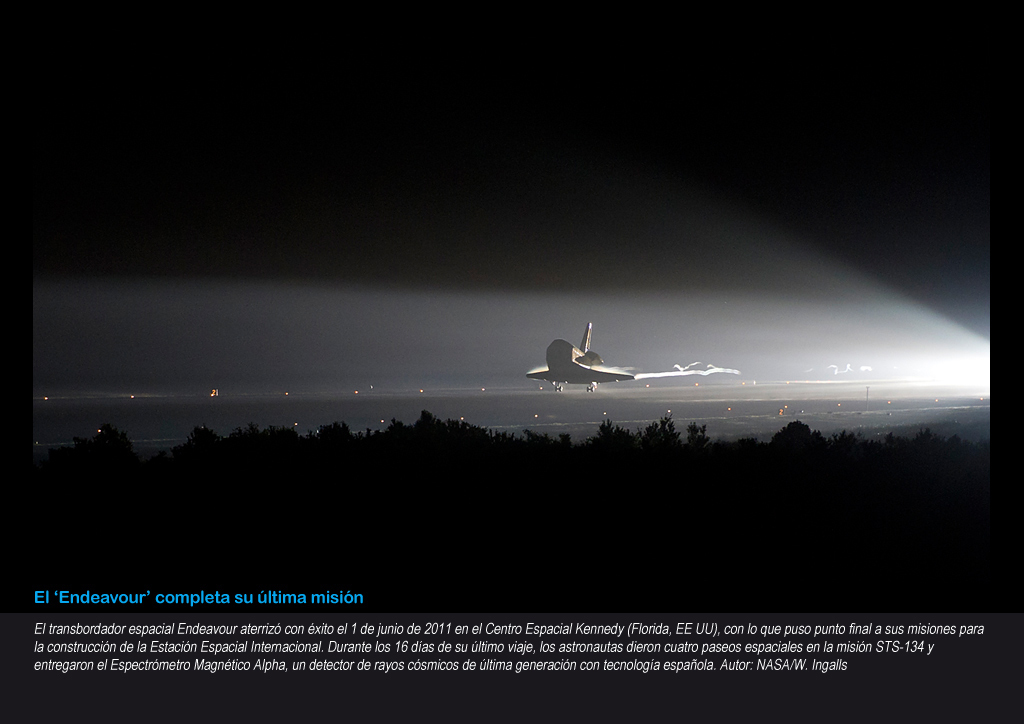 El ‘Endeavour’ completa su última misión
El transbordador espacial Endeavour aterrizó con éxito el 1 de junio de 2011 en el Centro Espacial Kennedy (Florida, EE UU), con lo que puso punto final a sus misiones para
la construcción de la Estación Espacial Internacional. Durante los 16 días de su último viaje, los astronautas dieron cuatro paseos espaciales en la misión STS-134 y
entregaron el Espectrómetro Magnético Alpha, un detector de rayos cósmicos de última generación con tecnología española. Autor: NASA/W. Ingalls